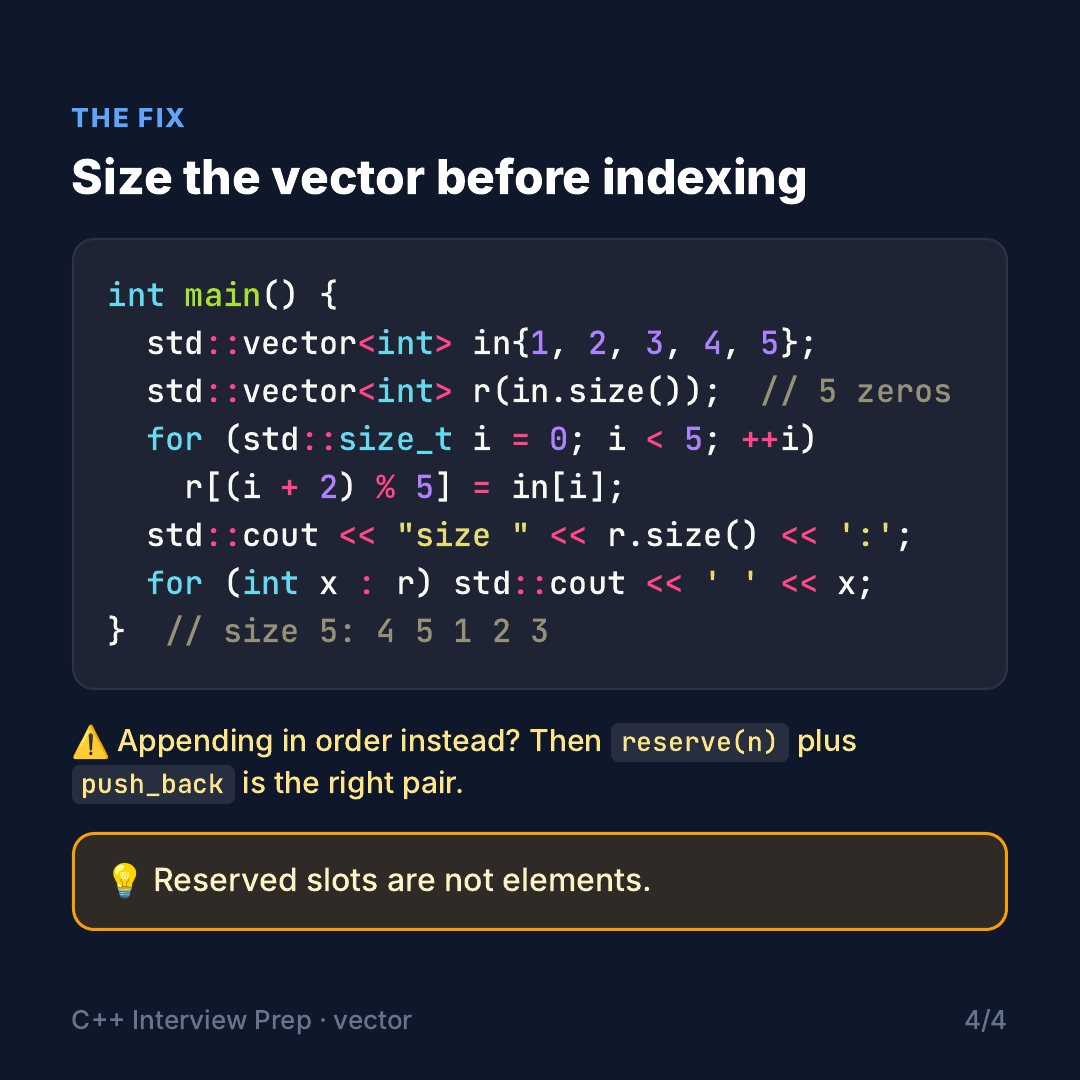 THE FIX
Size the vector before indexing
int main() {
  std::vector<int> in{1, 2, 3, 4, 5};
  std::vector<int> r(in.size());  // 5 zeros
  for (std::size_t i = 0; i < 5; ++i)
    r[(i + 2) % 5] = in[i];
  std::cout << "size " << r.size() << ':';
  for (int x : r) std::cout << ' ' << x;
}  // size 5: 4 5 1 2 3
⚠️ Appending in order instead? Then reserve(n) plus
push_back is the right pair.
💡 Reserved slots are not elements.
C++ Interview Prep · vector
4/4